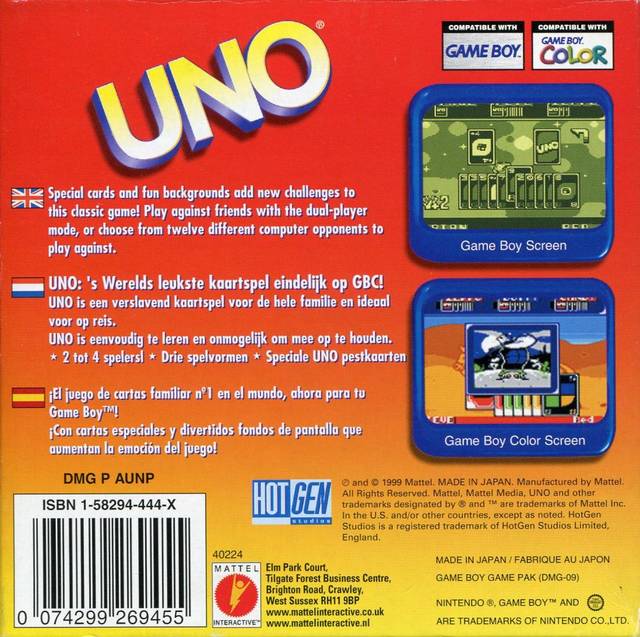 UNO®
COMPATIBLE WITH
GAME BOY.
COMPATIBLE WITH
GAME BOY.
COLOR
Special cards and fun backgrounds add new challenges to
this classic game! Play against friends with the dual-player
mode, or choose from twelve different computer opponents to
play against.
UNO
Game Boy Screen
UNO: 's Werelds leukste kaartspel eindelijk op GBC!
UNO is een verslavend kaartspel voor de hele familie en ideaal
voor op reis.
UNO is eenvoudig te leren en onmogelijk om mee op te houden.
* 2 tot 4 spelers! * Drie spelvormen * Speciale UNO pestkaarten
Red
Game Boy Color Screen
¡El juego de cartas familiar nº1 en el mundo, ahora para tu
Game Boy™!
¡Con cartas especiales y divertidos fondos de pantalla que
aumentan la emoción del juego!
DMG P AUNP
ISBN 1-58294-444-X
0 074299 269455
HOTGEN
studios
℗ and © 1999 Mattel. MADE IN JAPAN. Manufactured by Mattel.
All Rights Reserved. Mattel, Mattel Media, UNO and other
trademarks designated by ® and ™ are trademarks of Mattel Inc.
In the U.S. and/or other countries, except as noted. HotGen
Studios is a registered trademark of HotGen Studios Limited,
England.
40224
MATTEL
INTERACTIVE™
Elm Park Court,
Tilgate Forest Business Centre,
Brighton Road, Crawley,
West Sussex RH11 9BP
www.mattelinteractive.co.uk
www.mattelinteractive.nl
MADE IN JAPAN / FABRIQUE AU JAPON
GAME BOY GAME PAK (DMG-09)
NINTENDO ®, GAME BOY™ AND
ARE TRADEMARKS OF NINTENDO CO.,LTD.